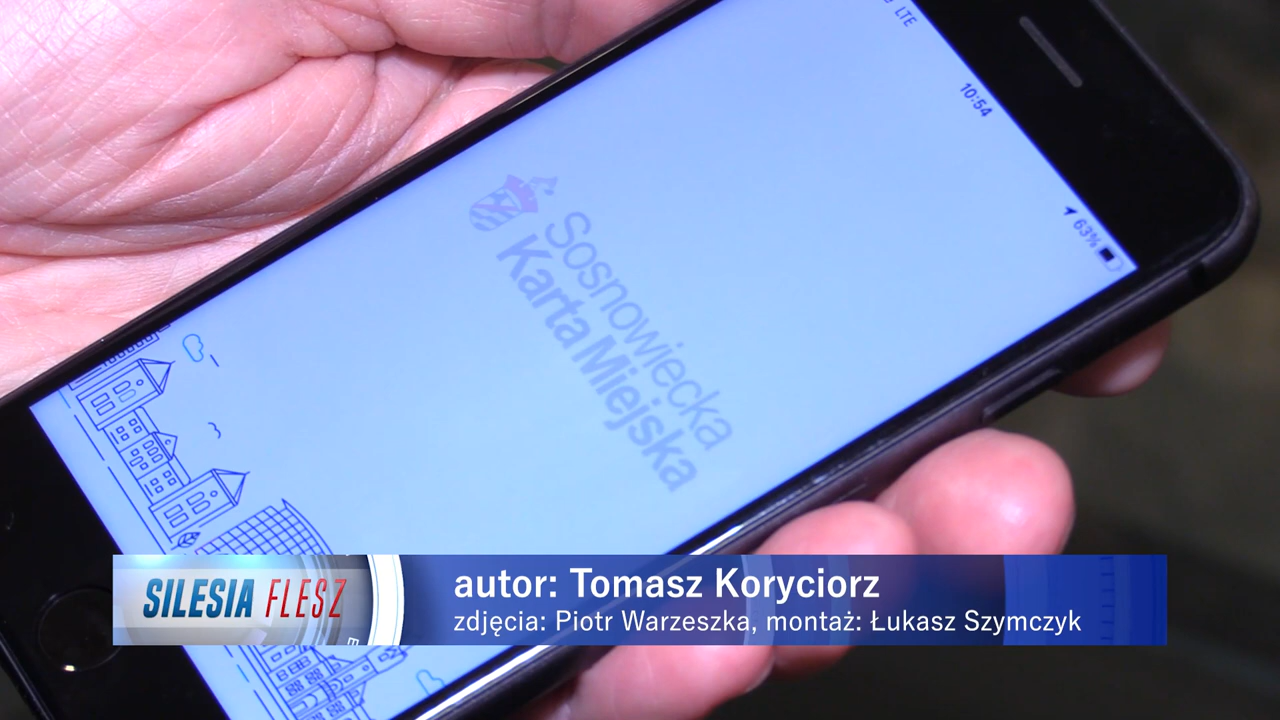 LTE
10:54
63%
Sosnowiecka
Karta Miejska
SILESIA FLESZ
autor: Tomasz Koryciorz
zdjęcia: Piotr Warzeszka, montaż: Łukasz Szymczyk